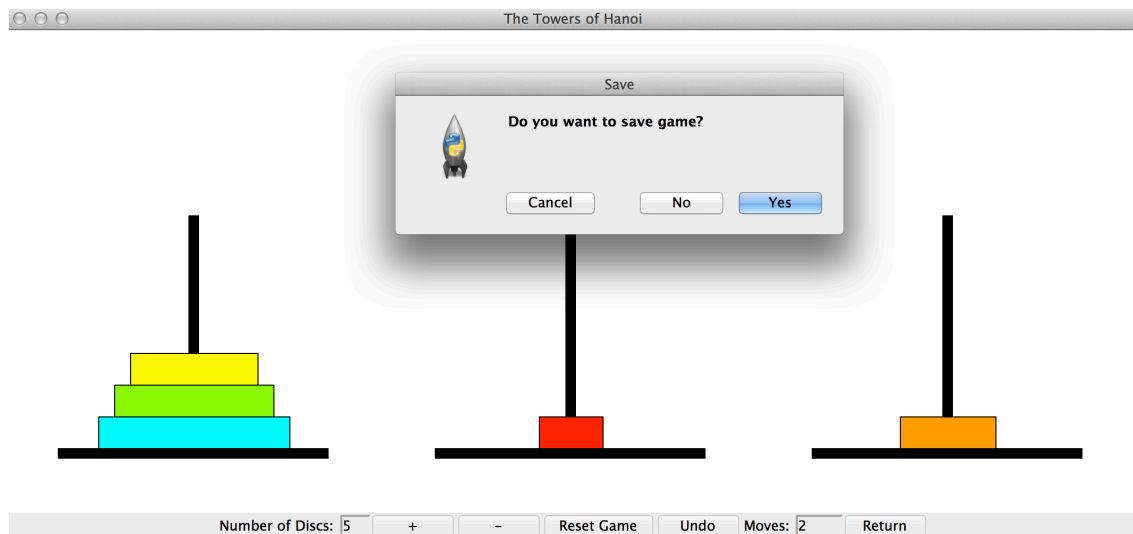 The Towers of Hanoi
Save
Do you want to save game?
Cancel No Yes
Number of Discs: 5 + - Reset Game Undo Moves: 2 Return